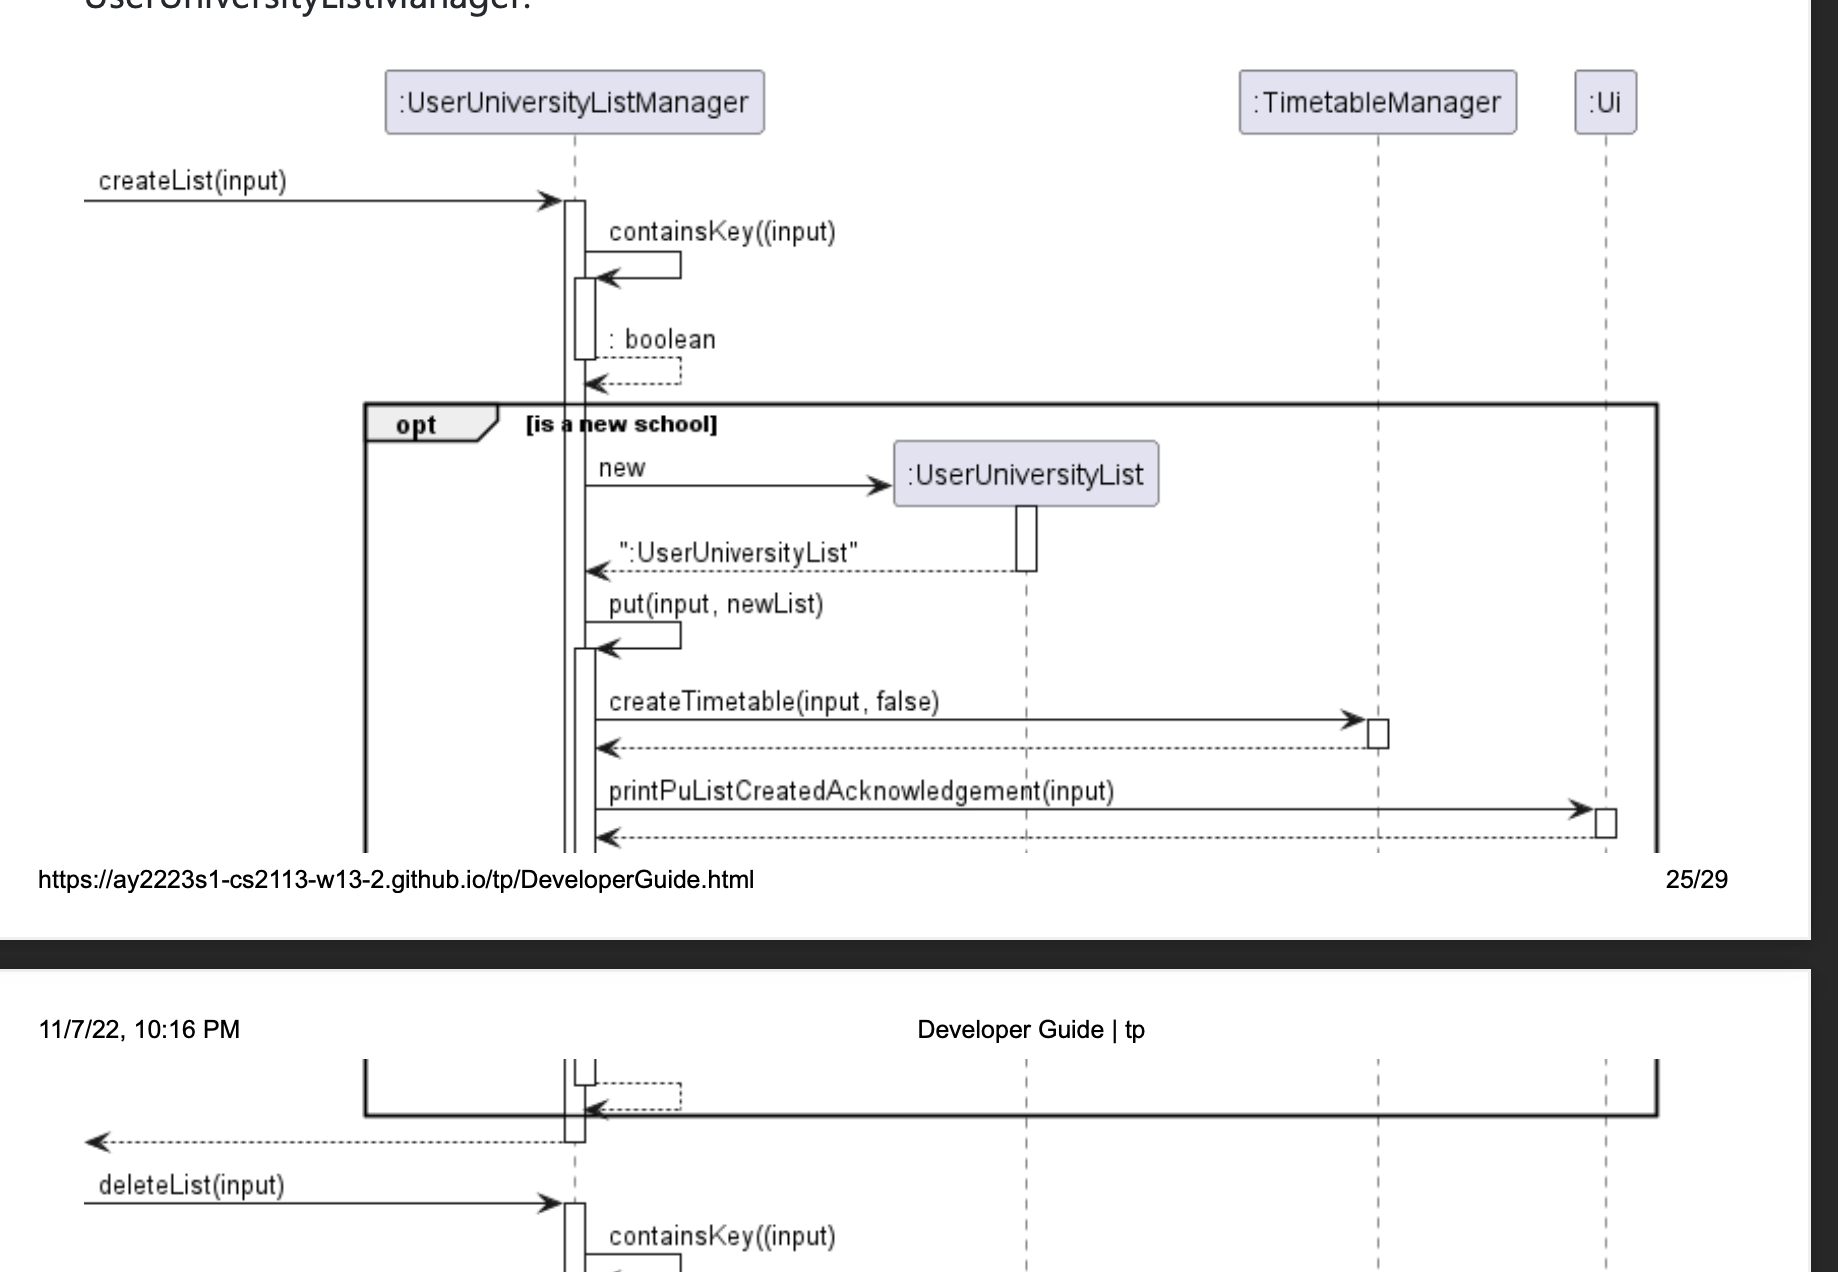 UserUniversityListManager.
:UserUniversityListManager
:TimetableManager
:Ui
createList(input)
containsKey((input)
: boolean
opt
[is a new school]
new
:UserUniversityList
":UserUniversityList"
put(input, newList)
createTimetable(input, false)
printPuListCreatedAcknowledgement(input)
https://ay2223s1-cs2113-w13-2.github.io/tp/DeveloperGuide.html
25/29
11/7/22, 10:16 PM
Developer Guide | tp
deleteList(input)
containsKey((input)